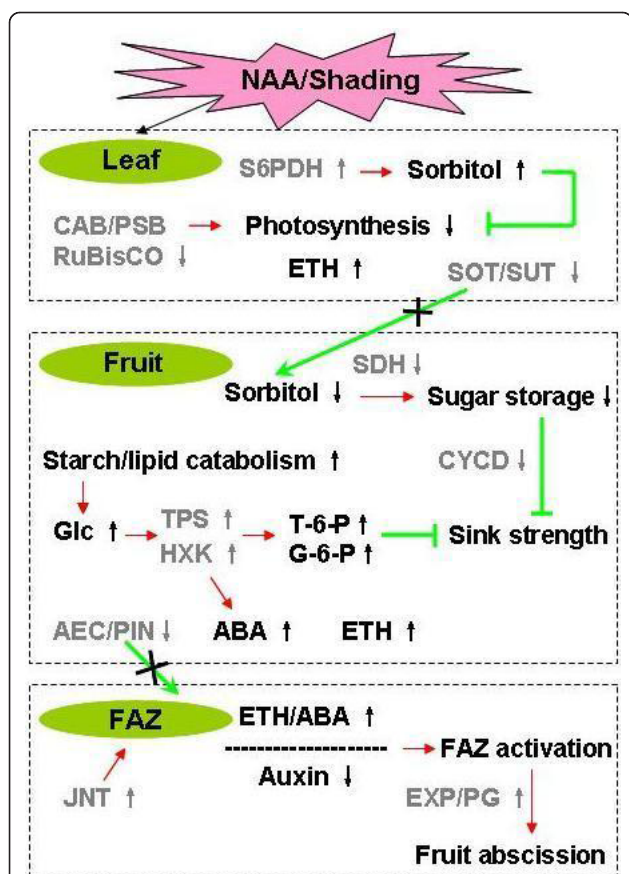 NAA/Shading
Leaf
S6PDH ↑ → Sorbitol ↑
CAB/PSB → Photosynthesis ↓
RuBisCO ↓
ETH ↑
SOT/SUT ↓
Fruit
SDH ↓
Sorbitol ↓ → Sugar storage ↓
Starch/lipid catabolism ↑
CYCD ↓
Glc ↑ → TPS ↑ → T-6-P ↑
HXK ↑ G-6-P ↑
Sink strength
AEC/PIN ↓ ABA ↑ ETH ↑
FAZ
ETH/ABA ↑
Auxin ↓
→ FAZ activation
JNT ↑
EXP/PG ↑
Fruit abscission